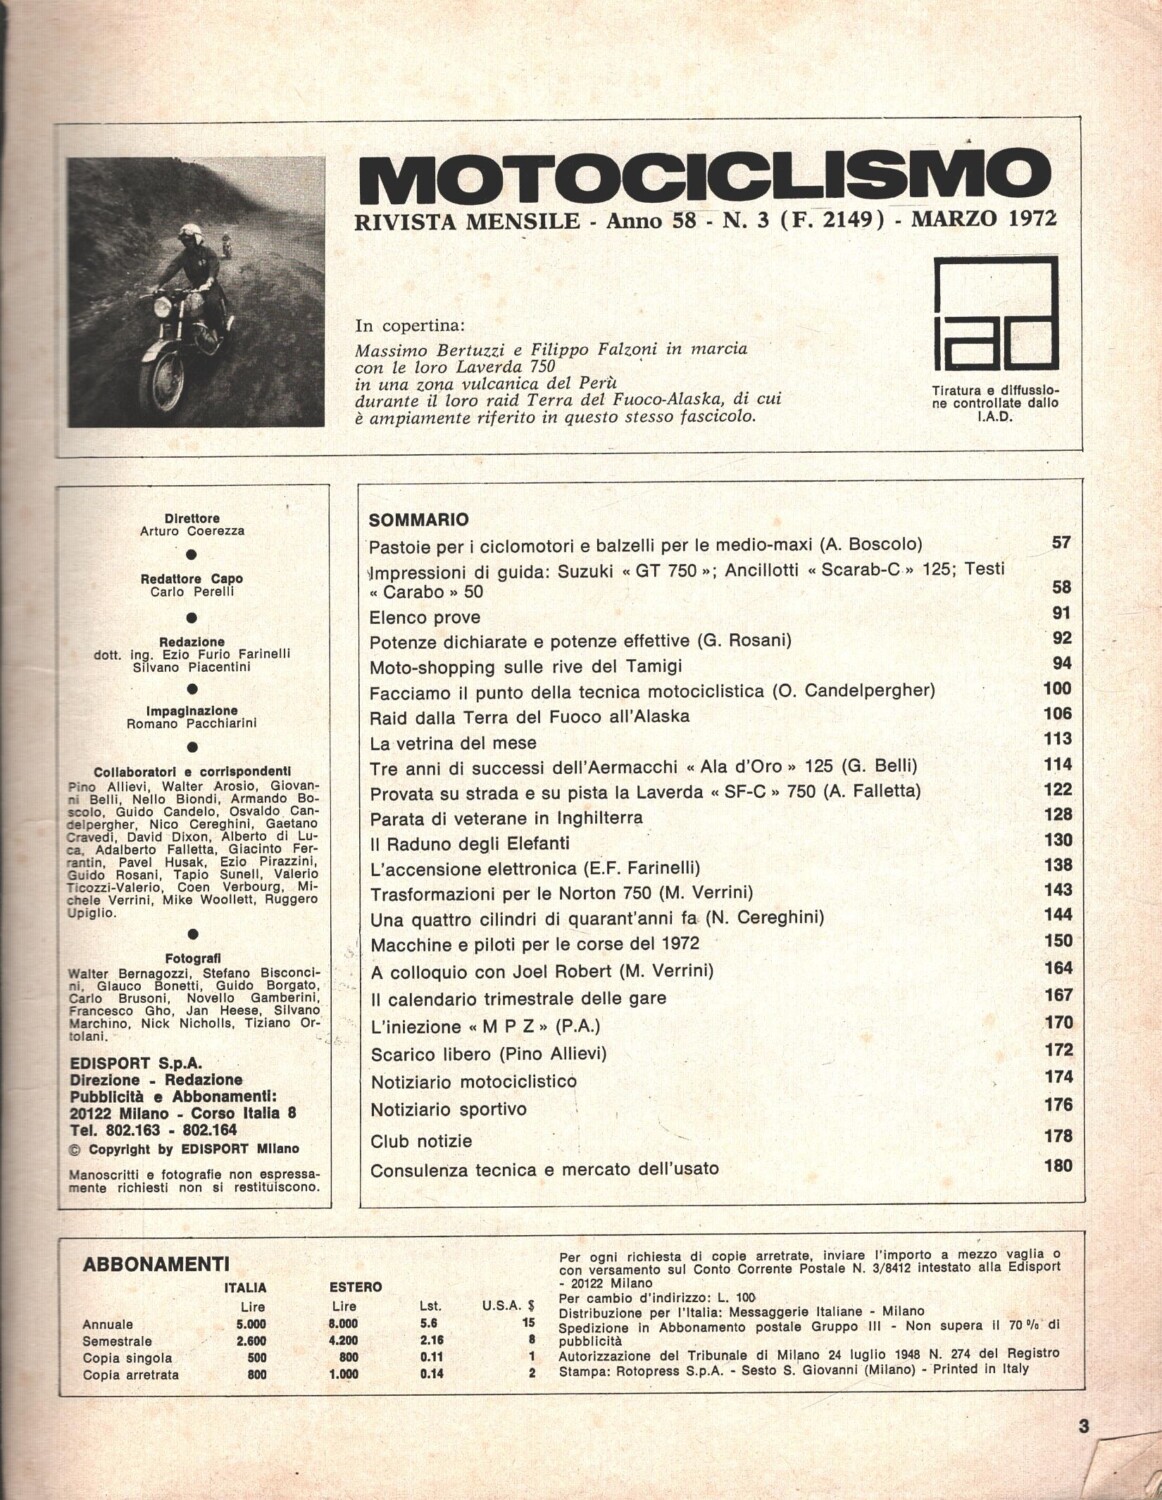 MOTOCICLISMO
RIVISTA MENSILE - Anno 58 - N. 3 (F. 2149) - MARZO 1972
In copertina:
Massimo Bertuzzi e Filippo Falzoni in marcia
con le loro Laverda 750
in una zona vulcanica del Perù
durante il loro raid Terra del Fuoco-Alaska, di cui
è ampiamente riferito in questo stesso fascicolo.
iad
Tiratura e diffusio-
ne controllate dallo
I.A.D.
Direttore
Arturo Coerezza
●
Redattore Capo
Carlo Perelli
●
Redazione
dott. ing. Ezio Furio Farinelli
Silvano Piacentini
●
Impaginazione
Romano Pacchiarini
●
Collaboratori e corrispondenti
Pino Allievi, Walter Arosio, Giovan-
ni Belli, Nello Biondi, Armando Bo-
scolo, Guido Candelo, Osvaldo Can-
delpergher, Nico Cereghini, Gaetano
Cravedi, David Dixon, Alberto di Lu-
ca, Adalberto Falletta, Giacinto Fer-
rantin, Pavel Husak, Ezio Pirazzini,
Guido Rosani, Tapio Sunell, Valerio
Ticozzi-Valerio, Coen Verbourg, Mi-
chele Verrini, Mike Woollett, Ruggero
Upiglio.
●
Fotografi
Walter Bernagozzi, Stefano Bisconci-
ni, Glauco Bonetti, Guido Borgato,
Carlo Brusoni, Novello Gamberini,
Francesco Gho, Jan Heese, Silvano
Marchino, Nick Nicholls, Tiziano Or-
tolani.
EDISPORT S.p.A.
Direzione - Redazione
Pubblicità e Abbonamenti:
20122 Milano - Corso Italia 8
Tel. 802.163 - 802.164
© Copyright by EDISPORT Milano
Manoscritti e fotografie non espressa-
mente richiesti non si restituiscono.
SOMMARIO
Pastoie per i ciclomotori e balzelli per le medio-maxi (A. Boscolo) 57
Impressioni di guida: Suzuki « GT 750 »; Ancillotti « Scarab-C » 125; Testi
« Carabo » 50 58
Elenco prove 91
Potenze dichiarate e potenze effettive (G. Rosani) 92
Moto-shopping sulle rive del Tamigi 94
Facciamo il punto della tecnica motociclistica (O. Candelpergher) 100
Raid dalla Terra del Fuoco all'Alaska 106
La vetrina del mese 113
Tre anni di successi dell'Aermacchi « Ala d'Oro » 125 (G. Belli) 114
Provata su strada e su pista la Laverda « SF-C » 750 (A. Falletta) 122
Parata di veterane in Inghilterra 128
Il Raduno degli Elefanti 130
L'accensione elettronica (E.F. Farinelli) 138
Trasformazioni per le Norton 750 (M. Verrini) 143
Una quattro cilindri di quarant'anni fa (N. Cereghini) 144
Macchine e piloti per le corse del 1972 150
A colloquio con Joel Robert (M. Verrini) 164
Il calendario trimestrale delle gare 167
L'iniezione « M P Z » (P.A.) 170
Scarico libero (Pino Allievi) 172
Notiziario motociclistico 174
Notiziario sportivo 176
Club notizie 178
Consulenza tecnica e mercato dell'usato 180
ABBONAMENTI
ITALIA ESTERO
Lire Lire Lst. U.S.A. $
Annuale 5.000 8.000 5.6 15
Semestrale 2.600 4.200 2.16 8
Copia singola 500 800 0.11 1
Copia arretrata 800 1.000 0.14 2
Per ogni richiesta di copie arretrate, inviare l'importo a mezzo vaglia o
con versamento sul Conto Corrente Postale N. 3/8412 intestato alla Edisport
- 20122 Milano
Per cambio d'indirizzo: L. 100
Distribuzione per l'Italia: Messaggerie Italiane - Milano
Spedizione in Abbonamento postale Gruppo III - Non supera il 70% di
pubblicità
Autorizzazione del Tribunale di Milano 24 luglio 1948 N. 274 del Registro
Stampa: Rotopress S.p.A. - Sesto S. Giovanni (Milano) - Printed in Italy
3